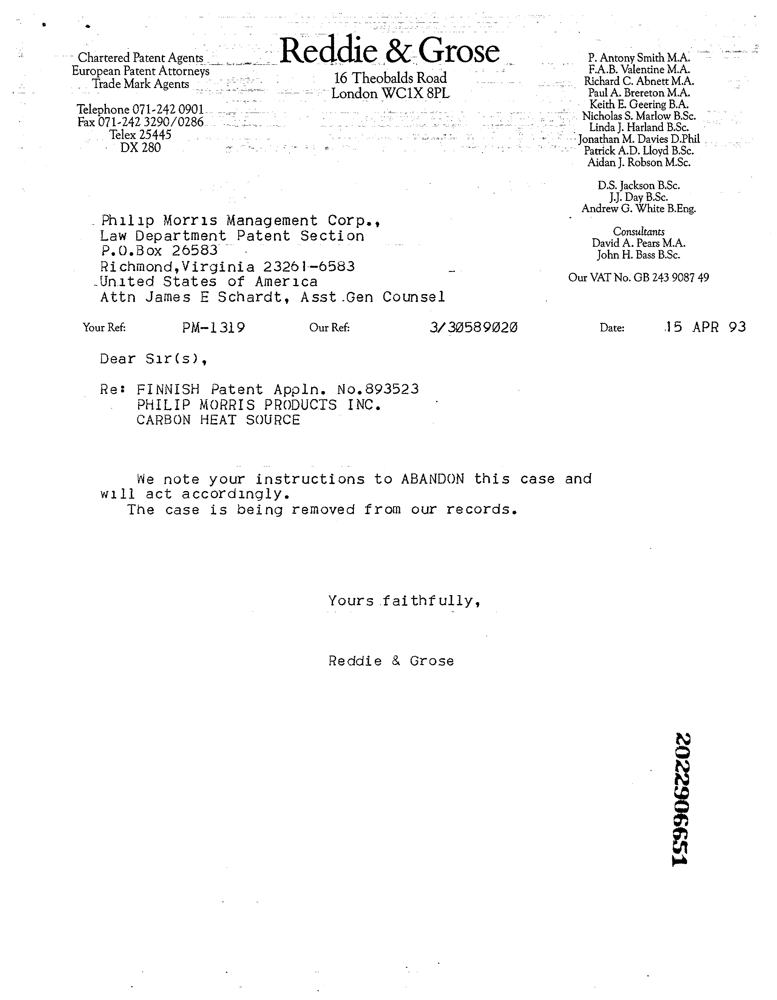 Reddie & Grose
16 Theobalds Road
London WC1X 8PL
Chartered Patent Agents
European Patent Attorneys
Trade Mark Agents
Telephone 071-242 0901
Fax 071-242 3290/0286
Telex 25445
DX 280
P. Antony Smith M.A.
F.A.B. Valentine M.A.
Richard C. Abnett M.A.
Paul A. Brereton M.A.
Keith E. Geering B.A.
Nicholas S. Marlow B.Sc.
Linda J. Harland B.Sc.
Jonathan M. Davies D.Phil
Patrick A.D. Lloyd B.Sc.
Aidan J. Robson M.Sc.
D.S. Jackson B.Sc.
J.J. Day B.Sc.
Andrew G. White B.Eng.
Consultants
David A. Pears M.A.
John H. Bass B.Sc.
Our VAT No. GB 243 9087 49
Philip Morris Management Corp.,
Law Department Patent Section
P.O.Box 26583
Richmond,Virginia 23261-6583
United States of America
Attn James E Schardt, Asst.Gen Counsel
Your Ref: PM-1319 Our Ref: 3/30589020 Date: 15 APR 93
Dear Sir(s),
Re: FINNISH Patent Appln. No.893523
PHILIP MORRIS PRODUCTS INC.
CARBON HEAT SOURCE
We note your instructions to ABANDON this case and
will act accordingly.
The case is being removed from our records.
Yours faithfully,
Reddie & Grose
2022906651